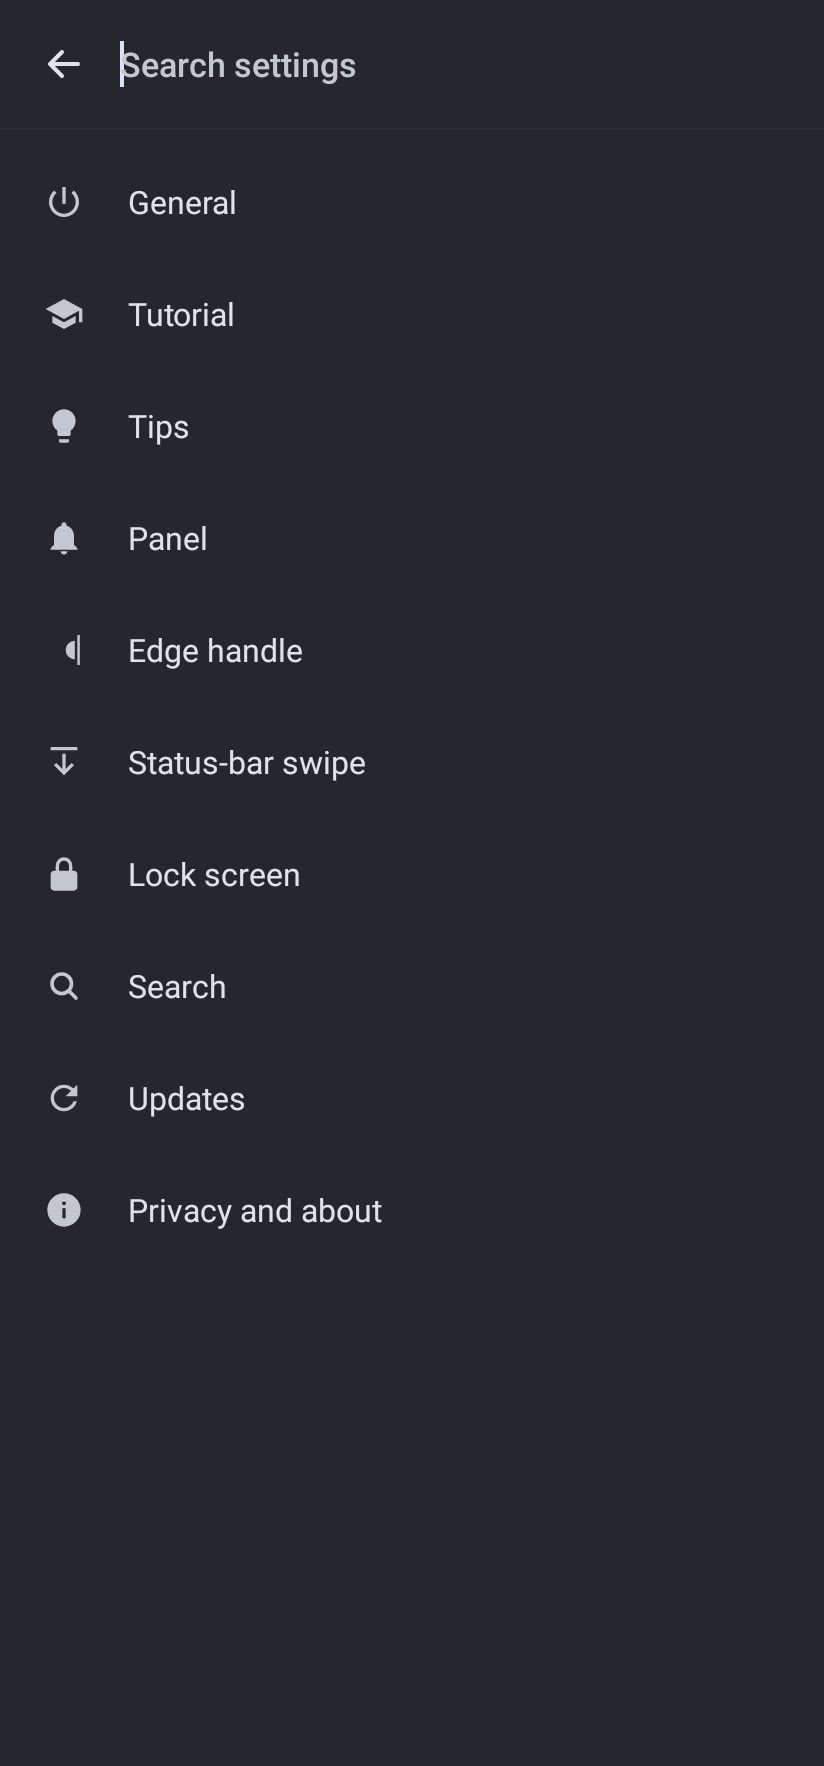 Search settings
General
Tutorial
Tips
Panel
Edge handle
Status-bar swipe
Lock screen
Search
Updates
Privacy and about